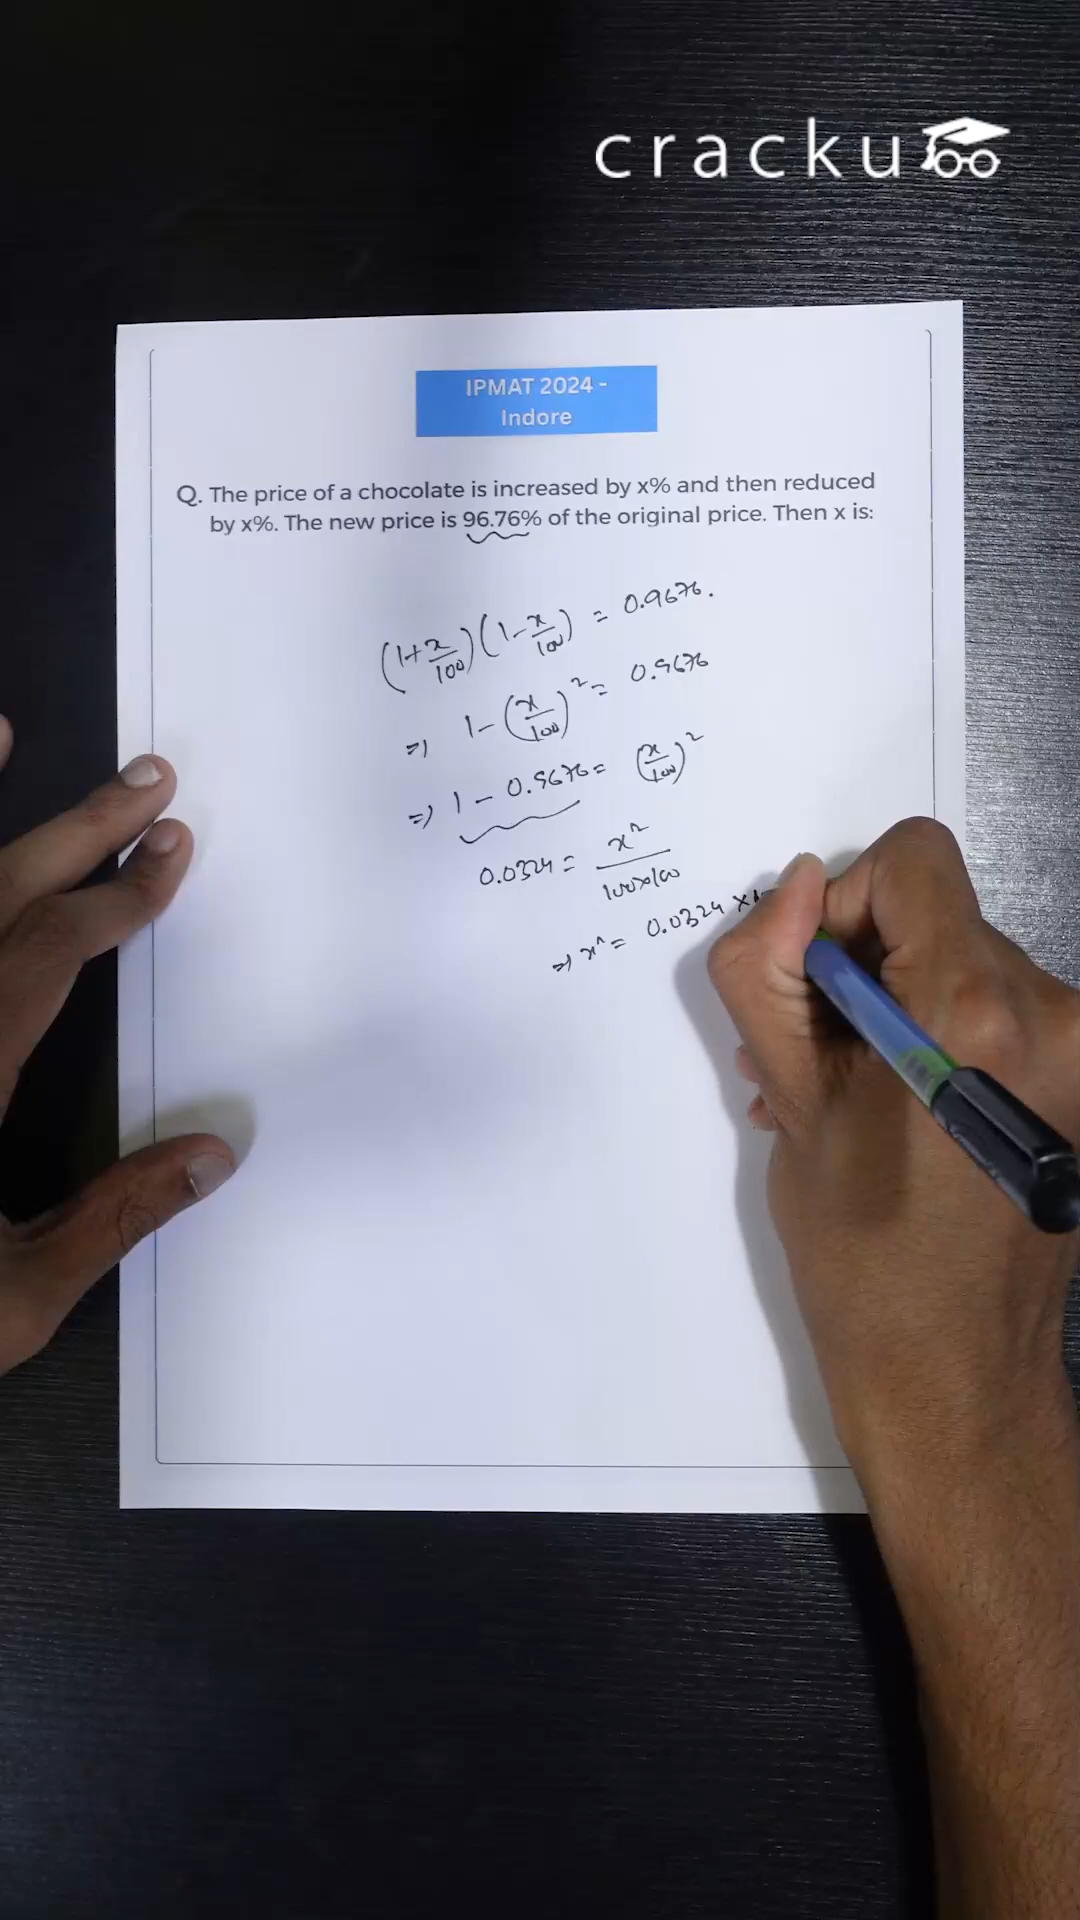 cracku
IPMAT 2024 -
Indore
Q. The price of a chocolate is increased by x% and then reduced
by x%. The new price is 96.76% of the original price. Then x is:
(1+x/100)(1-x/100) = 0.9676.
=> 1-(x/100)² = 0.9676
=> 1 - 0.9676 = (x/100)²
0.0324 = x²/100×100
=> x² = 0.0324 ×